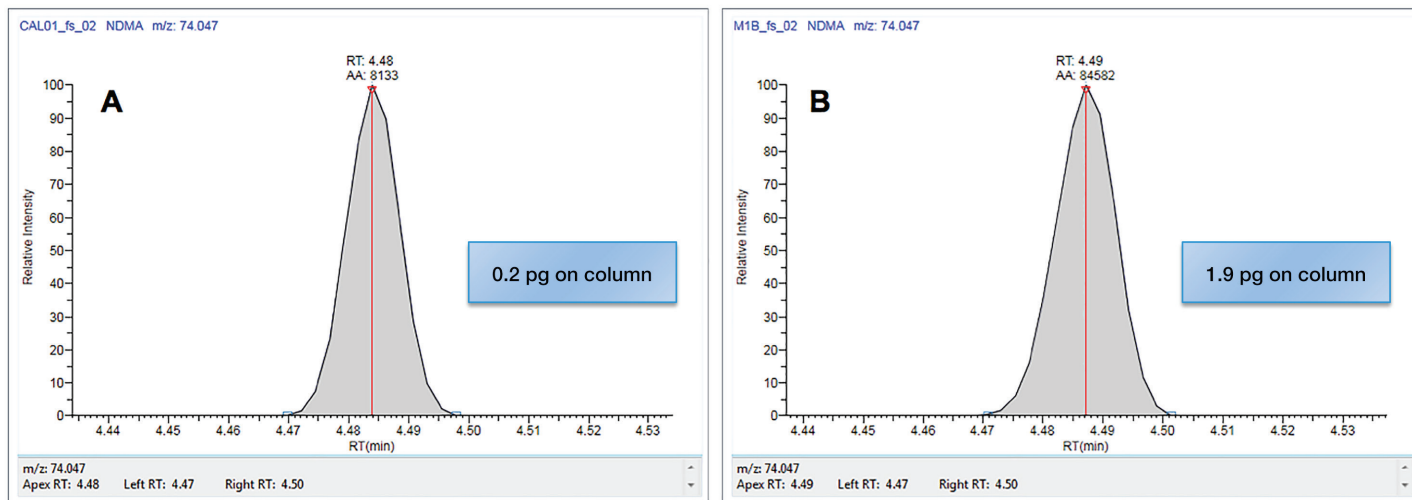 CAL01_fs_02 NDMA m/z: 74.047
RT: 4.48
AA: 8133
A
100
90
80
70
60
50
40
30
20
10
0
Relative Intensity
0.2 pg on column
4.44 4.45 4.46 4.47 4.48 4.49 4.50 4.51 4.52 4.53
RT(min)
m/z: 74.047
Apex RT: 4.48 Left RT: 4.47 Right RT: 4.50
M1B_fs_02 NDMA m/z: 74.047
RT: 4.49
AA: 84582
B
100
90
80
70
60
50
40
30
20
10
0
Relative Intensity
1.9 pg on column
4.44 4.45 4.46 4.47 4.48 4.49 4.50 4.51 4.52 4.53
RT(min)
m/z: 74.047
Apex RT: 4.49 Left RT: 4.47 Right RT: 4.50